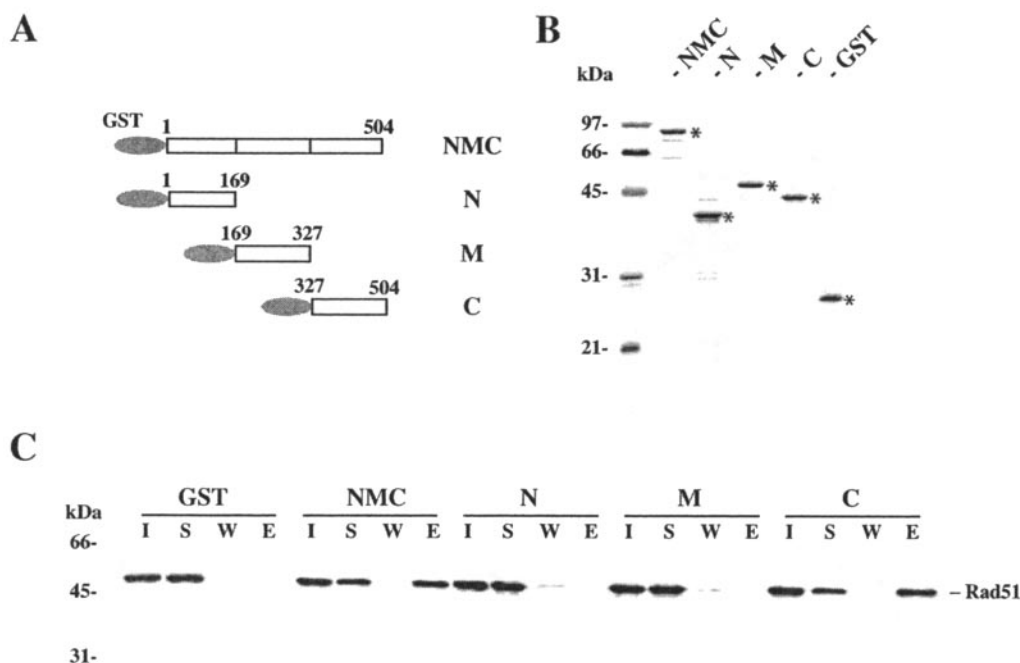 A
GST 1 504
NMC
1 169
N
169 327
M
327 504
C
B
- NMC
- N
- M
- C
- GST
kDa
97- *
66-
45- * * *
31-
*
21-
C
GST NMC N M C
kDa
I S W E I S W E I S W E I S W E I S W E
66-
45- – Rad51
31-